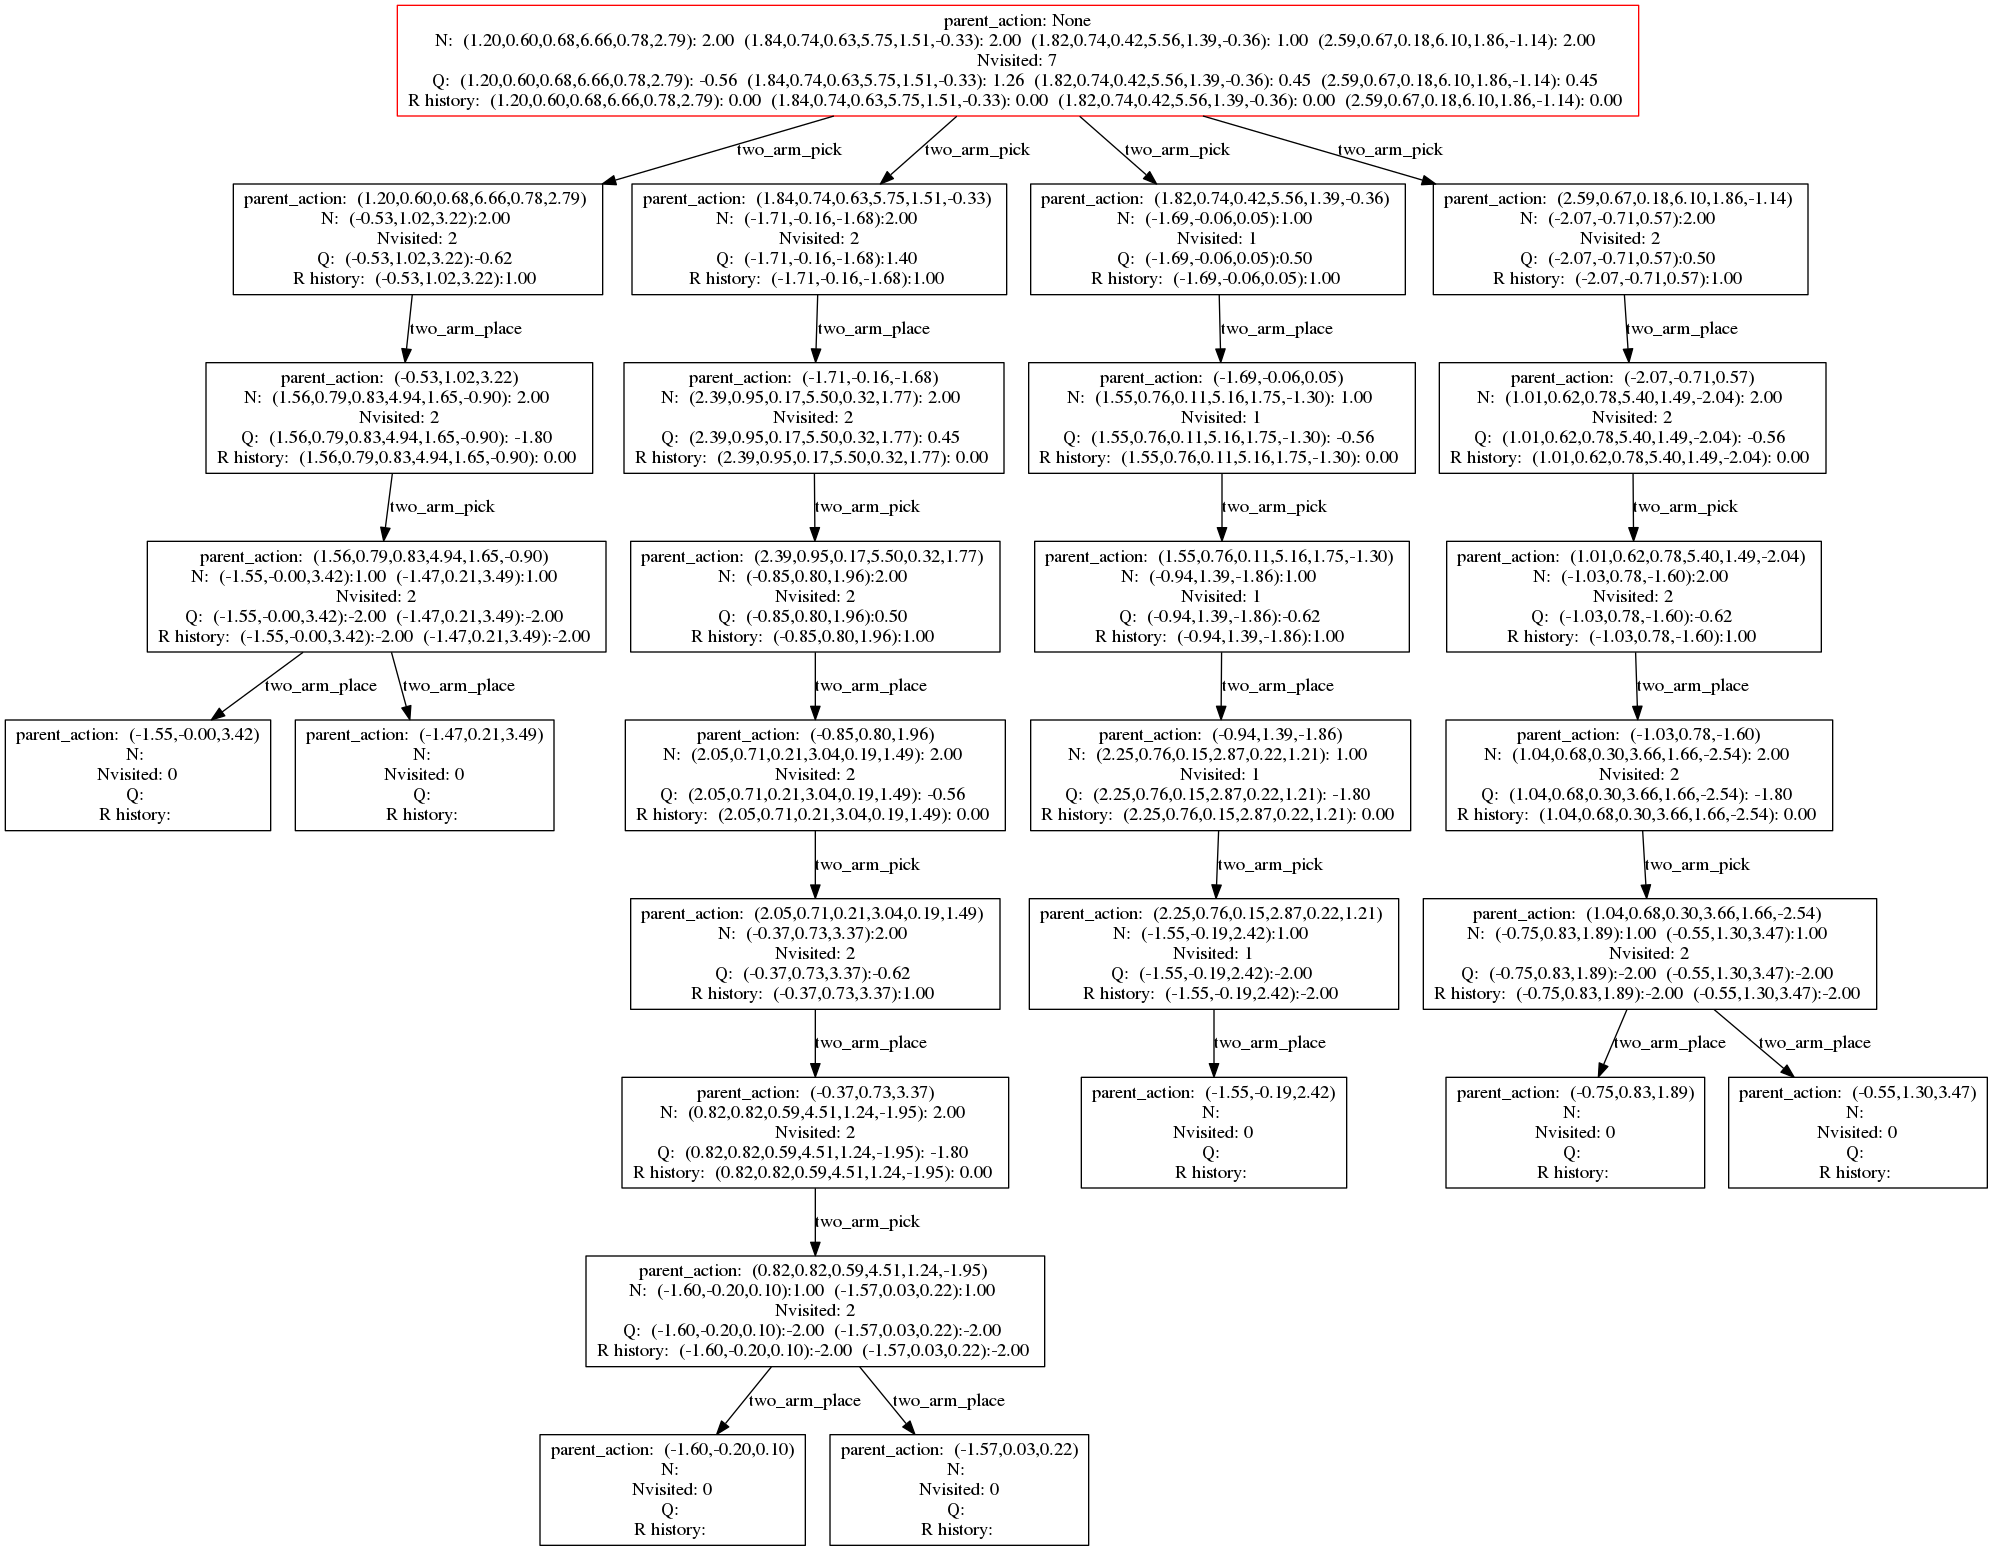 parent_action: None
N: (1.20,0.60,0.68,6.66,0.78,2.79): 2.00 (1.84,0.74,0.63,5.75,1.51,-0.33): 2.00 (1.82,0.74,0.42,5.56,1.39,-0.36): 1.00 (2.59,0.67,0.18,6.10,1.86,-1.14): 2.00
Nvisited: 7
Q: (1.20,0.60,0.68,6.66,0.78,2.79): -0.56 (1.84,0.74,0.63,5.75,1.51,-0.33): 1.26 (1.82,0.74,0.42,5.56,1.39,-0.36): 0.45 (2.59,0.67,0.18,6.10,1.86,-1.14): 0.45
R history: (1.20,0.60,0.68,6.66,0.78,2.79): 0.00 (1.84,0.74,0.63,5.75,1.51,-0.33): 0.00 (1.82,0.74,0.42,5.56,1.39,-0.36): 0.00 (2.59,0.67,0.18,6.10,1.86,-1.14): 0.00
two_arm_pick
two_arm_pick
two_arm_pick
two_arm_pick
parent_action: (1.20,0.60,0.68,6.66,0.78,2.79)
N: (-0.53,1.02,3.22):2.00
Nvisited: 2
Q: (-0.53,1.02,3.22):-0.62
R history: (-0.53,1.02,3.22):1.00
parent_action: (1.84,0.74,0.63,5.75,1.51,-0.33)
N: (-1.71,-0.16,-1.68):2.00
Nvisited: 2
Q: (-1.71,-0.16,-1.68):1.40
R history: (-1.71,-0.16,-1.68):1.00
parent_action: (1.82,0.74,0.42,5.56,1.39,-0.36)
N: (-1.69,-0.06,0.05):1.00
Nvisited: 1
Q: (-1.69,-0.06,0.05):0.50
R history: (-1.69,-0.06,0.05):1.00
parent_action: (2.59,0.67,0.18,6.10,1.86,-1.14)
N: (-2.07,-0.71,0.57):2.00
Nvisited: 2
Q: (-2.07,-0.71,0.57):0.50
R history: (-2.07,-0.71,0.57):1.00
two_arm_place
two_arm_place
two_arm_place
two_arm_place
parent_action: (-0.53,1.02,3.22)
N: (1.56,0.79,0.83,4.94,1.65,-0.90): 2.00
Nvisited: 2
Q: (1.56,0.79,0.83,4.94,1.65,-0.90): -1.80
R history: (1.56,0.79,0.83,4.94,1.65,-0.90): 0.00
parent_action: (-1.71,-0.16,-1.68)
N: (2.39,0.95,0.17,5.50,0.32,1.77): 2.00
Nvisited: 2
Q: (2.39,0.95,0.17,5.50,0.32,1.77): 0.45
R history: (2.39,0.95,0.17,5.50,0.32,1.77): 0.00
parent_action: (-1.69,-0.06,0.05)
N: (1.55,0.76,0.11,5.16,1.75,-1.30): 1.00
Nvisited: 1
Q: (1.55,0.76,0.11,5.16,1.75,-1.30): -0.56
R history: (1.55,0.76,0.11,5.16,1.75,-1.30): 0.00
parent_action: (-2.07,-0.71,0.57)
N: (1.01,0.62,0.78,5.40,1.49,-2.04): 2.00
Nvisited: 2
Q: (1.01,0.62,0.78,5.40,1.49,-2.04): -0.56
R history: (1.01,0.62,0.78,5.40,1.49,-2.04): 0.00
two_arm_pick
two_arm_pick
two_arm_pick
two_arm_pick
parent_action: (1.56,0.79,0.83,4.94,1.65,-0.90)
N: (-1.55,-0.00,3.42):1.00 (-1.47,0.21,3.49):1.00
Nvisited: 2
Q: (-1.55,-0.00,3.42):-2.00 (-1.47,0.21,3.49):-2.00
R history: (-1.55,-0.00,3.42):-2.00 (-1.47,0.21,3.49):-2.00
parent_action: (2.39,0.95,0.17,5.50,0.32,1.77)
N: (-0.85,0.80,1.96):2.00
Nvisited: 2
Q: (-0.85,0.80,1.96):0.50
R history: (-0.85,0.80,1.96):1.00
parent_action: (1.55,0.76,0.11,5.16,1.75,-1.30)
N: (-0.94,1.39,-1.86):1.00
Nvisited: 1
Q: (-0.94,1.39,-1.86):-0.62
R history: (-0.94,1.39,-1.86):1.00
parent_action: (1.01,0.62,0.78,5.40,1.49,-2.04)
N: (-1.03,0.78,-1.60):2.00
Nvisited: 2
Q: (-1.03,0.78,-1.60):-0.62
R history: (-1.03,0.78,-1.60):1.00
two_arm_place
two_arm_place
two_arm_place
two_arm_place
two_arm_place
parent_action: (-1.55,-0.00,3.42)
N:
Nvisited: 0
Q:
R history:
parent_action: (-1.47,0.21,3.49)
N:
Nvisited: 0
Q:
R history:
parent_action: (-0.85,0.80,1.96)
N: (2.05,0.71,0.21,3.04,0.19,1.49): 2.00
Nvisited: 2
Q: (2.05,0.71,0.21,3.04,0.19,1.49): -0.56
R history: (2.05,0.71,0.21,3.04,0.19,1.49): 0.00
parent_action: (-0.94,1.39,-1.86)
N: (2.25,0.76,0.15,2.87,0.22,1.21): 1.00
Nvisited: 1
Q: (2.25,0.76,0.15,2.87,0.22,1.21): -1.80
R history: (2.25,0.76,0.15,2.87,0.22,1.21): 0.00
parent_action: (-1.03,0.78,-1.60)
N: (1.04,0.68,0.30,3.66,1.66,-2.54): 2.00
Nvisited: 2
Q: (1.04,0.68,0.30,3.66,1.66,-2.54): -1.80
R history: (1.04,0.68,0.30,3.66,1.66,-2.54): 0.00
two_arm_pick
two_arm_pick
two_arm_pick
parent_action: (2.05,0.71,0.21,3.04,0.19,1.49)
N: (-0.37,0.73,3.37):2.00
Nvisited: 2
Q: (-0.37,0.73,3.37):-0.62
R history: (-0.37,0.73,3.37):1.00
parent_action: (2.25,0.76,0.15,2.87,0.22,1.21)
N: (-1.55,-0.19,2.42):1.00
Nvisited: 1
Q: (-1.55,-0.19,2.42):-2.00
R history: (-1.55,-0.19,2.42):-2.00
parent_action: (1.04,0.68,0.30,3.66,1.66,-2.54)
N: (-0.75,0.83,1.89):1.00 (-0.55,1.30,3.47):1.00
Nvisited: 2
Q: (-0.75,0.83,1.89):-2.00 (-0.55,1.30,3.47):-2.00
R history: (-0.75,0.83,1.89):-2.00 (-0.55,1.30,3.47):-2.00
two_arm_place
two_arm_place
two_arm_place
two_arm_place
parent_action: (-0.37,0.73,3.37)
N: (0.82,0.82,0.59,4.51,1.24,-1.95): 2.00
Nvisited: 2
Q: (0.82,0.82,0.59,4.51,1.24,-1.95): -1.80
R history: (0.82,0.82,0.59,4.51,1.24,-1.95): 0.00
parent_action: (-1.55,-0.19,2.42)
N:
Nvisited: 0
Q:
R history:
parent_action: (-0.75,0.83,1.89)
N:
Nvisited: 0
Q:
R history:
parent_action: (-0.55,1.30,3.47)
N:
Nvisited: 0
Q:
R history:
two_arm_pick
parent_action: (0.82,0.82,0.59,4.51,1.24,-1.95)
N: (-1.60,-0.20,0.10):1.00 (-1.57,0.03,0.22):1.00
Nvisited: 2
Q: (-1.60,-0.20,0.10):-2.00 (-1.57,0.03,0.22):-2.00
R history: (-1.60,-0.20,0.10):-2.00 (-1.57,0.03,0.22):-2.00
two_arm_place
two_arm_place
parent_action: (-1.60,-0.20,0.10)
N:
Nvisited: 0
Q:
R history:
parent_action: (-1.57,0.03,0.22)
N:
Nvisited: 0
Q:
R history: